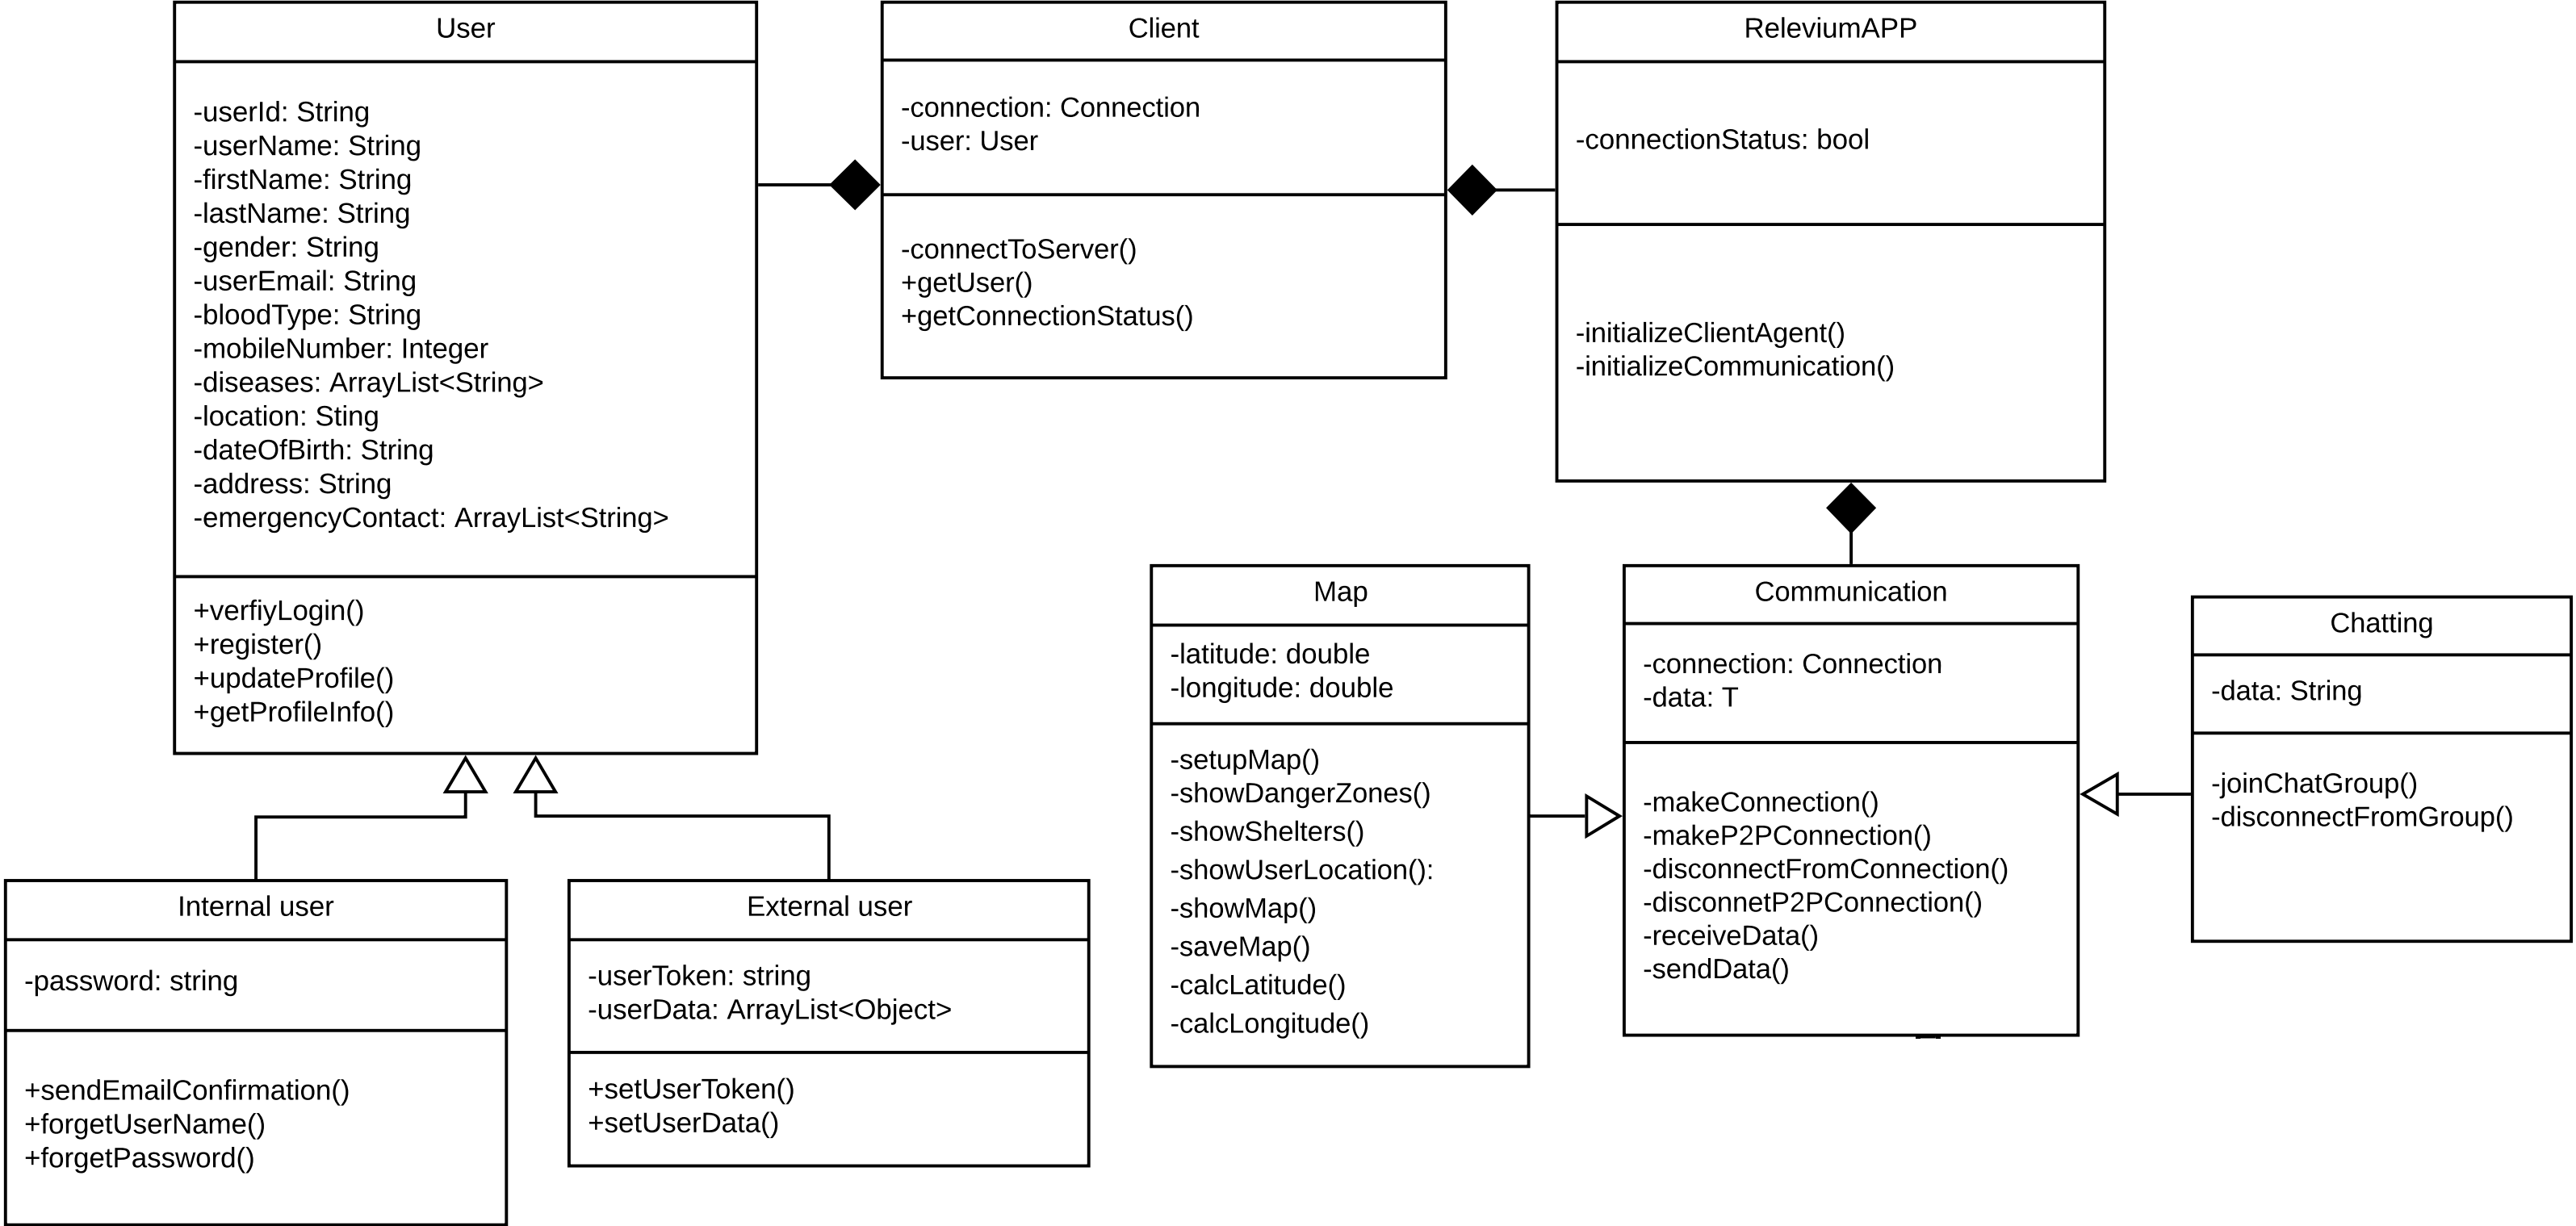 User
-userId: String
-userName: String
-firstName: String
-lastName: String
-gender: String
-userEmail: String
-bloodType: String
-mobileNumber: Integer
-diseases: ArrayList<String>
-location: Sting
-dateOfBirth: String
-address: String
-emergencyContact: ArrayList<String>
+verfiyLogin()
+register()
+updateProfile()
+getProfileInfo()
Client
-connection: Connection
-user: User
-connectToServer()
+getUser()
+getConnectionStatus()
ReleviumAPP
-connectionStatus: bool
-initializeClientAgent()
-initializeCommunication()
Map
-latitude: double
-longitude: double
-setupMap()
-showDangerZones()
-showShelters()
-showUserLocation():
-showMap()
-saveMap()
-calcLatitude()
-calcLongitude()
Communication
-connection: Connection
-data: T
-makeConnection()
-makeP2PConnection()
-disconnectFromConnection()
-disconnetP2PConnection()
-receiveData()
-sendData()
Chatting
-data: String
-joinChatGroup()
-disconnectFromGroup()
Internal user
-password: string
+sendEmailConfirmation()
+forgetUserName()
+forgetPassword()
External user
-userToken: string
-userData: ArrayList<Object>
+setUserToken()
+setUserData()